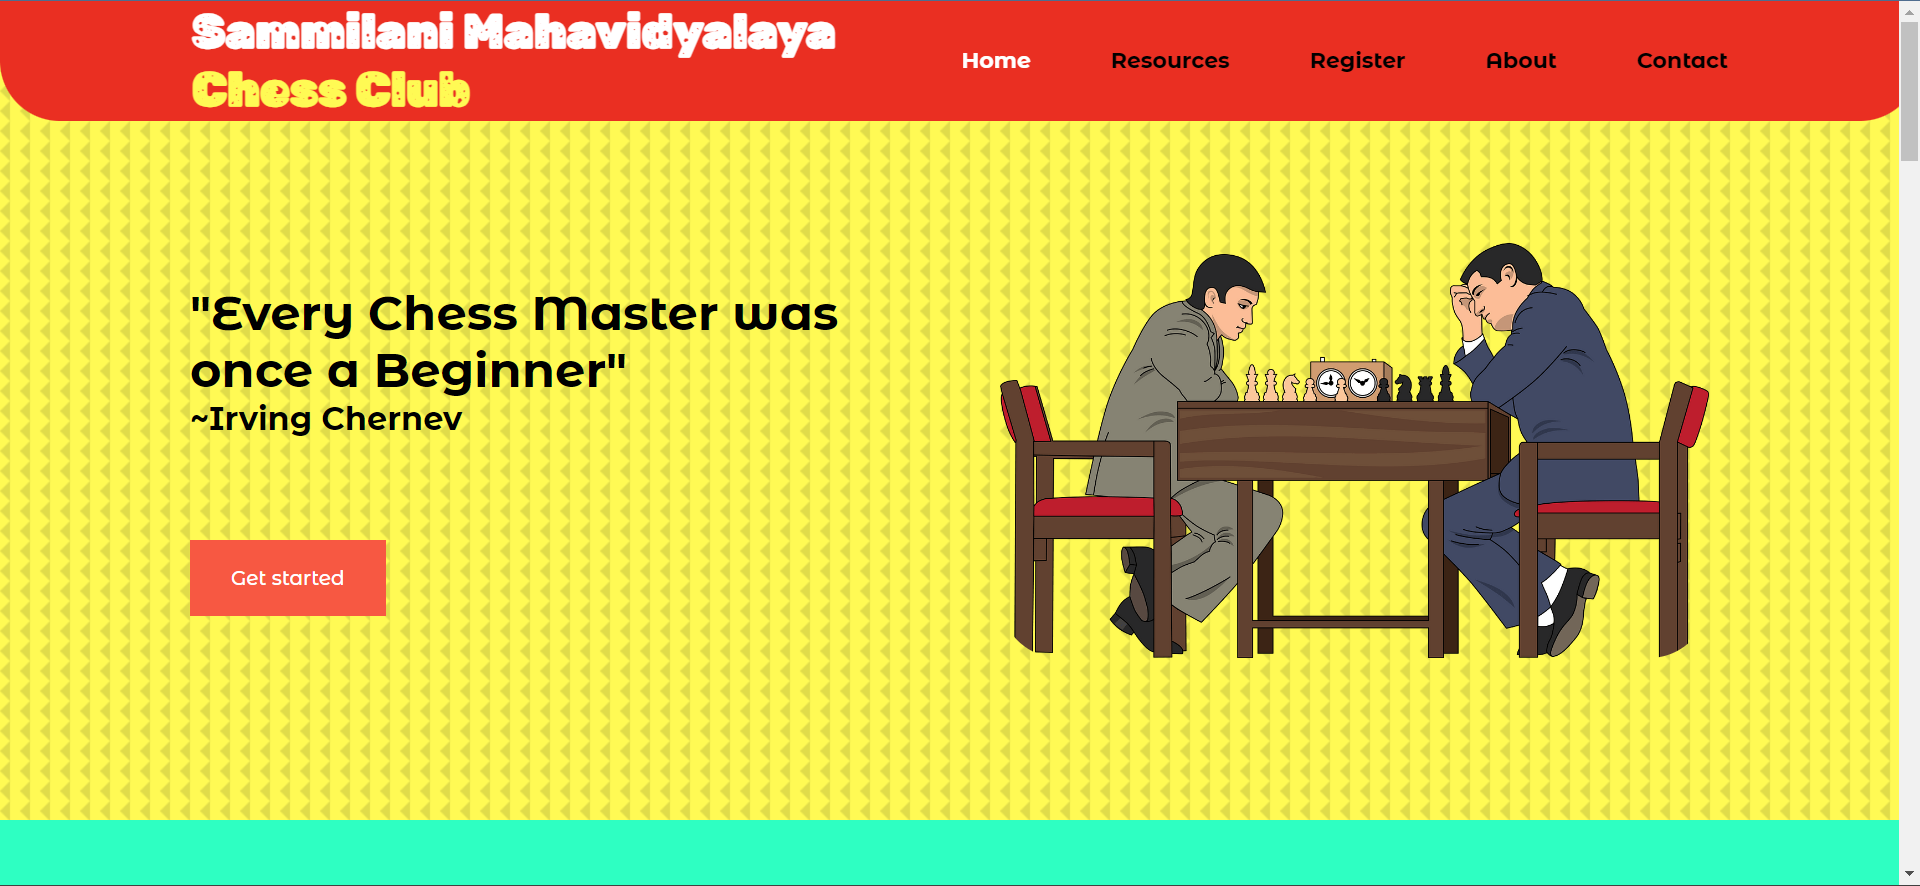 Sammilani Mahavidyalaya
Chess Club
Home Resources Register About Contact
"Every Chess Master was
once a Beginner"
~Irving Chernev
Get started